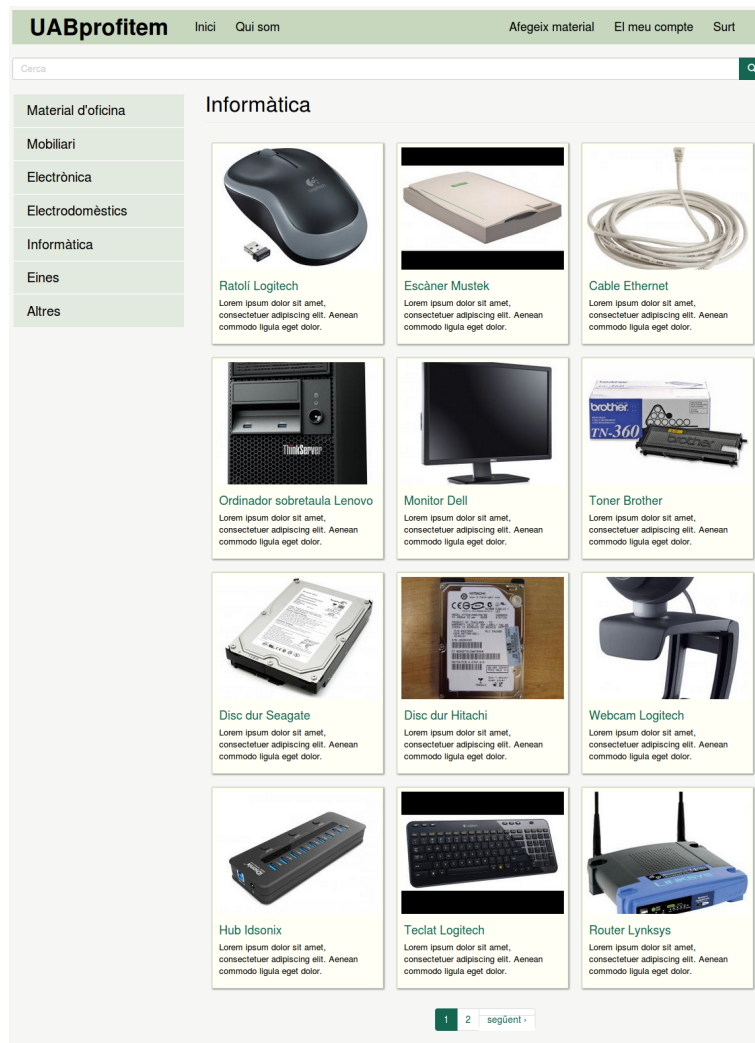 UABprofitem
Inici
Qui som
Afegeix material
El meu compte
Surt
Cerca
Material d'oficina
Mobiliari
Electrònica
Electrodomèstics
Informàtica
Eines
Altres
Informàtica
Logitech
Ratolí Logitech
Lorem ipsum dolor sit amet,
consectetuer adipiscing elit. Aenean
commodo ligula eget dolor.
Escàner Mustek
Lorem ipsum dolor sit amet,
consectetuer adipiscing elit. Aenean
commodo ligula eget dolor.
Cable Ethernet
Lorem ipsum dolor sit amet,
consectetuer adipiscing elit. Aenean
commodo ligula eget dolor.
ThinkServer
Ordinador sobretaula Lenovo
Lorem ipsum dolor sit amet,
consectetuer adipiscing elit. Aenean
commodo ligula eget dolor.
Monitor Dell
Lorem ipsum dolor sit amet,
consectetuer adipiscing elit. Aenean
commodo ligula eget dolor.
brother
TN-360
brother
Toner Brother
Lorem ipsum dolor sit amet,
consectetuer adipiscing elit. Aenean
commodo ligula eget dolor.
Disc dur Seagate
Lorem ipsum dolor sit amet,
consectetuer adipiscing elit. Aenean
commodo ligula eget dolor.
HITACHI
Disc dur Hitachi
Lorem ipsum dolor sit amet,
consectetuer adipiscing elit. Aenean
commodo ligula eget dolor.
Webcam Logitech
Lorem ipsum dolor sit amet,
consectetuer adipiscing elit. Aenean
commodo ligula eget dolor.
Hub Idsonix
Lorem ipsum dolor sit amet,
consectetuer adipiscing elit. Aenean
commodo ligula eget dolor.
Teclat Logitech
Lorem ipsum dolor sit amet,
consectetuer adipiscing elit. Aenean
commodo ligula eget dolor.
Router Lynksys
Lorem ipsum dolor sit amet,
consectetuer adipiscing elit. Aenean
commodo ligula eget dolor.
1
2
següent ›